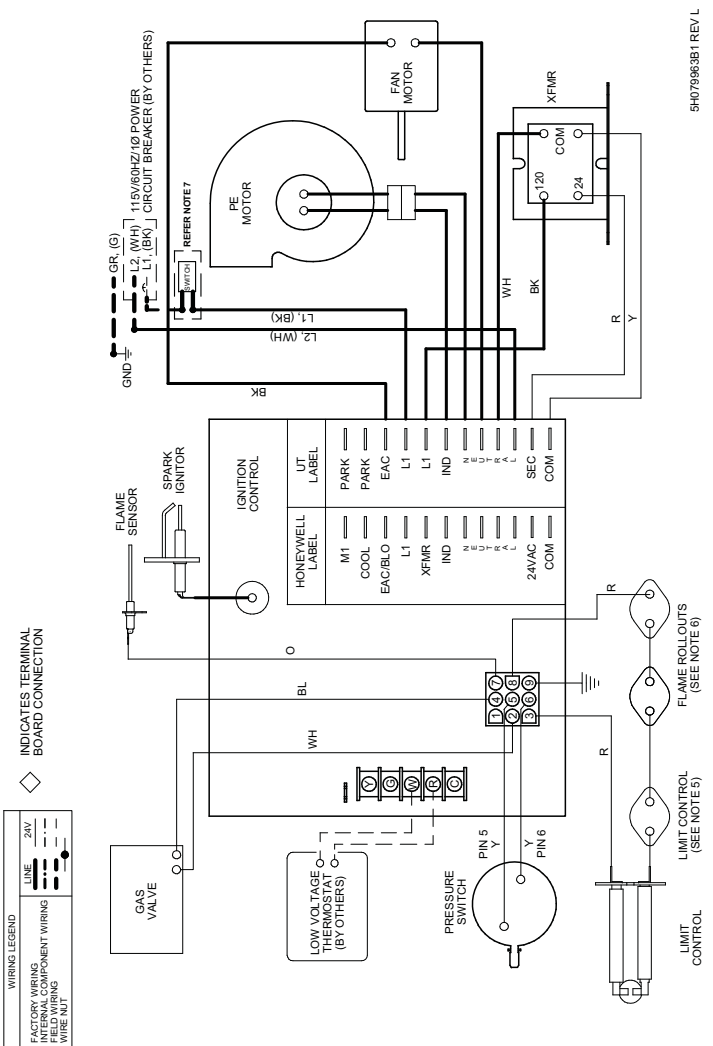 WIRING LEGEND
LINE
24V
FACTORY WIRING
INTERNAL COMPONENT WIRING
FIELD WIRING
WIRE NUT
INDICATES TERMINAL
BOARD CONNECTION
GAS
VALVE
LOW VOLTAGE
THERMOSTAT
(BY OTHERS)
PRESSURE
SWITCH
PIN 5
Y
Y
PIN 6
LIMIT
CONTROL
LIMIT CONTROL
(SEE NOTE 5)
FLAME ROLLOUTS
(SEE NOTE 6)
R
R
WH
BL
O
Y
G
W
R
C
1
4
7
2
5
8
3
6
9
FLAME
SENSOR
SPARK
IGNITOR
IGNITION
CONTROL
HONEYWELL
LABEL
M1
COOL
EAC/BLO
L1
XFMR
IND
NEUTRAL
24VAC
COM
UT
LABEL
PARK
PARK
EAC
L1
L1
IND
NEUTRAL
SEC
COM
GND
GR, (G)
L2, (WH)
L1, (BK)
115V/60HZ/1Ø POWER
CIRCUIT BREAKER (BY OTHERS)
REFER NOTE 7
SWITCH
BK
L2, (WH)
L1, (BK)
PE
MOTOR
FAN
MOTOR
WH
BK
R
Y
XFMR
120
COM
24
5H079963B1 REV L